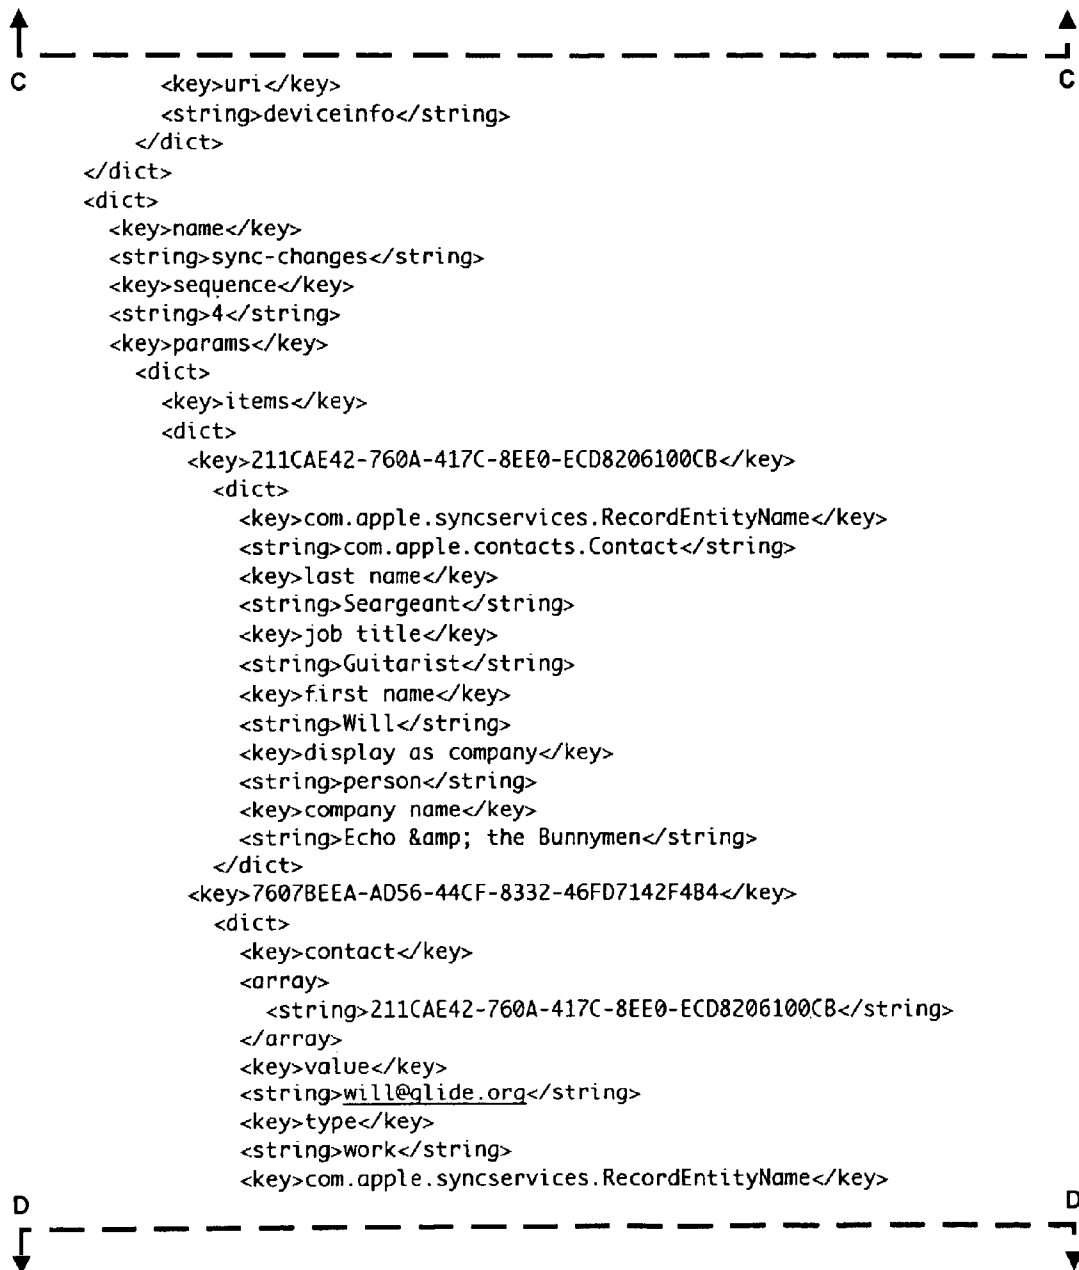 C C
<key>uri</key>
<string>deviceinfo</string>
</dict>
</dict>
<dict>
<key>name</key>
<string>sync-changes</string>
<key>sequence</key>
<string>4</string>
<key>params</key>
<dict>
<key>items</key>
<dict>
<key>211CAE42-760A-417C-8EE0-ECD8206100CB</key>
<dict>
<key>com.apple.syncservices.RecordEntityName</key>
<string>com.apple.contacts.Contact</string>
<key>last name</key>
<string>Seargeant</string>
<key>job title</key>
<string>Guitarist</string>
<key>first name</key>
<string>Will</string>
<key>display as company</key>
<string>person</string>
<key>company name</key>
<string>Echo &amp; the Bunnymen</string>
</dict>
<key>7607BEEA-AD56-44CF-8332-46FD7142F4B4</key>
<dict>
<key>contact</key>
<array>
<string>211CAE42-760A-417C-8EE0-ECD8206100CB</string>
</array>
<key>value</key>
<string>will@glide.org</string>
<key>type</key>
<string>work</string>
<key>com.apple.syncservices.RecordEntityName</key>
D D